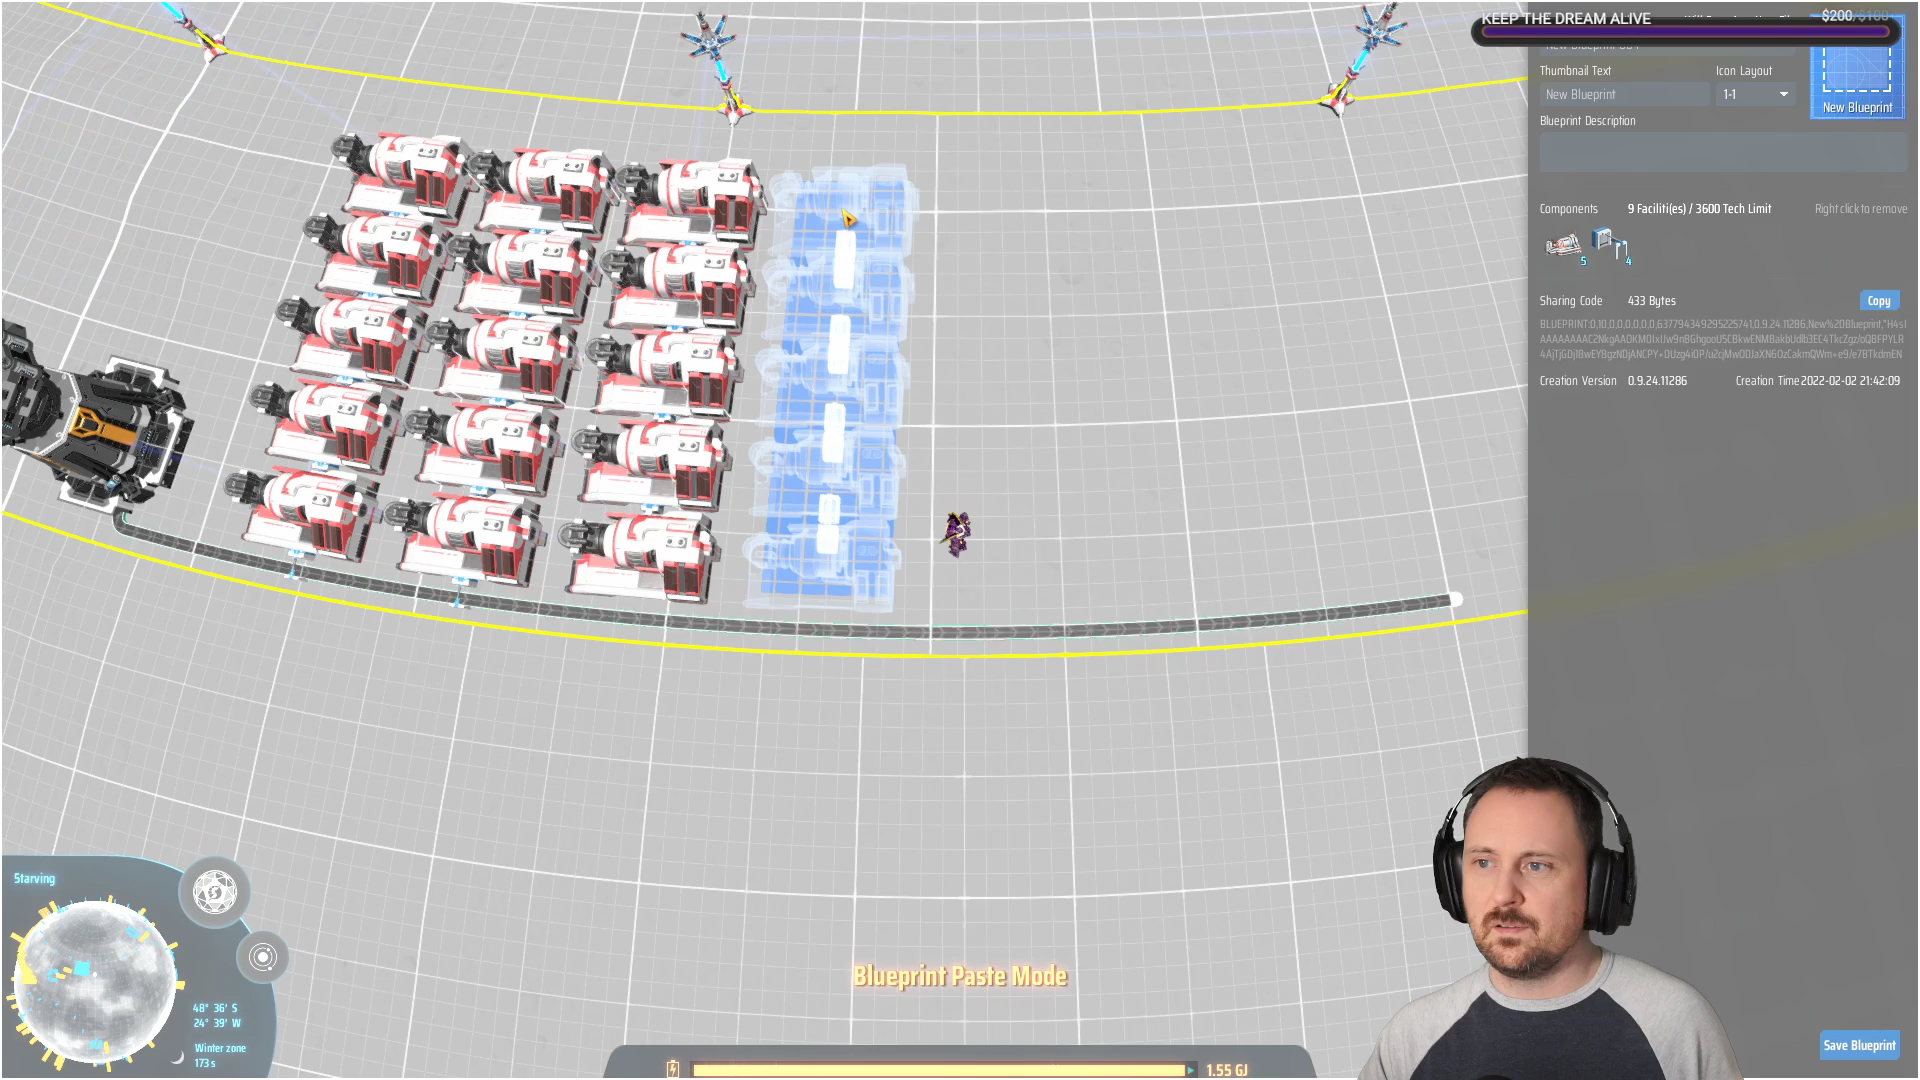 KEEP THE DREAM ALIVE
$200/$100
Thumbnail Text
Icon Layout
New Blueprint
1-1
New Blueprint
Blueprint Description
Components
9 Faciliti(es) / 3600 Tech Limit
Right click to remove
5
4
Sharing Code
433 Bytes
Copy
Creation Version
0.9.24.11286
Creation Time 2022-02-02 21:42:09
Starving
48° 36' S
24° 39' W
Winter zone
173 s
Blueprint Paste Mode
1.55 GJ
Save Blueprint